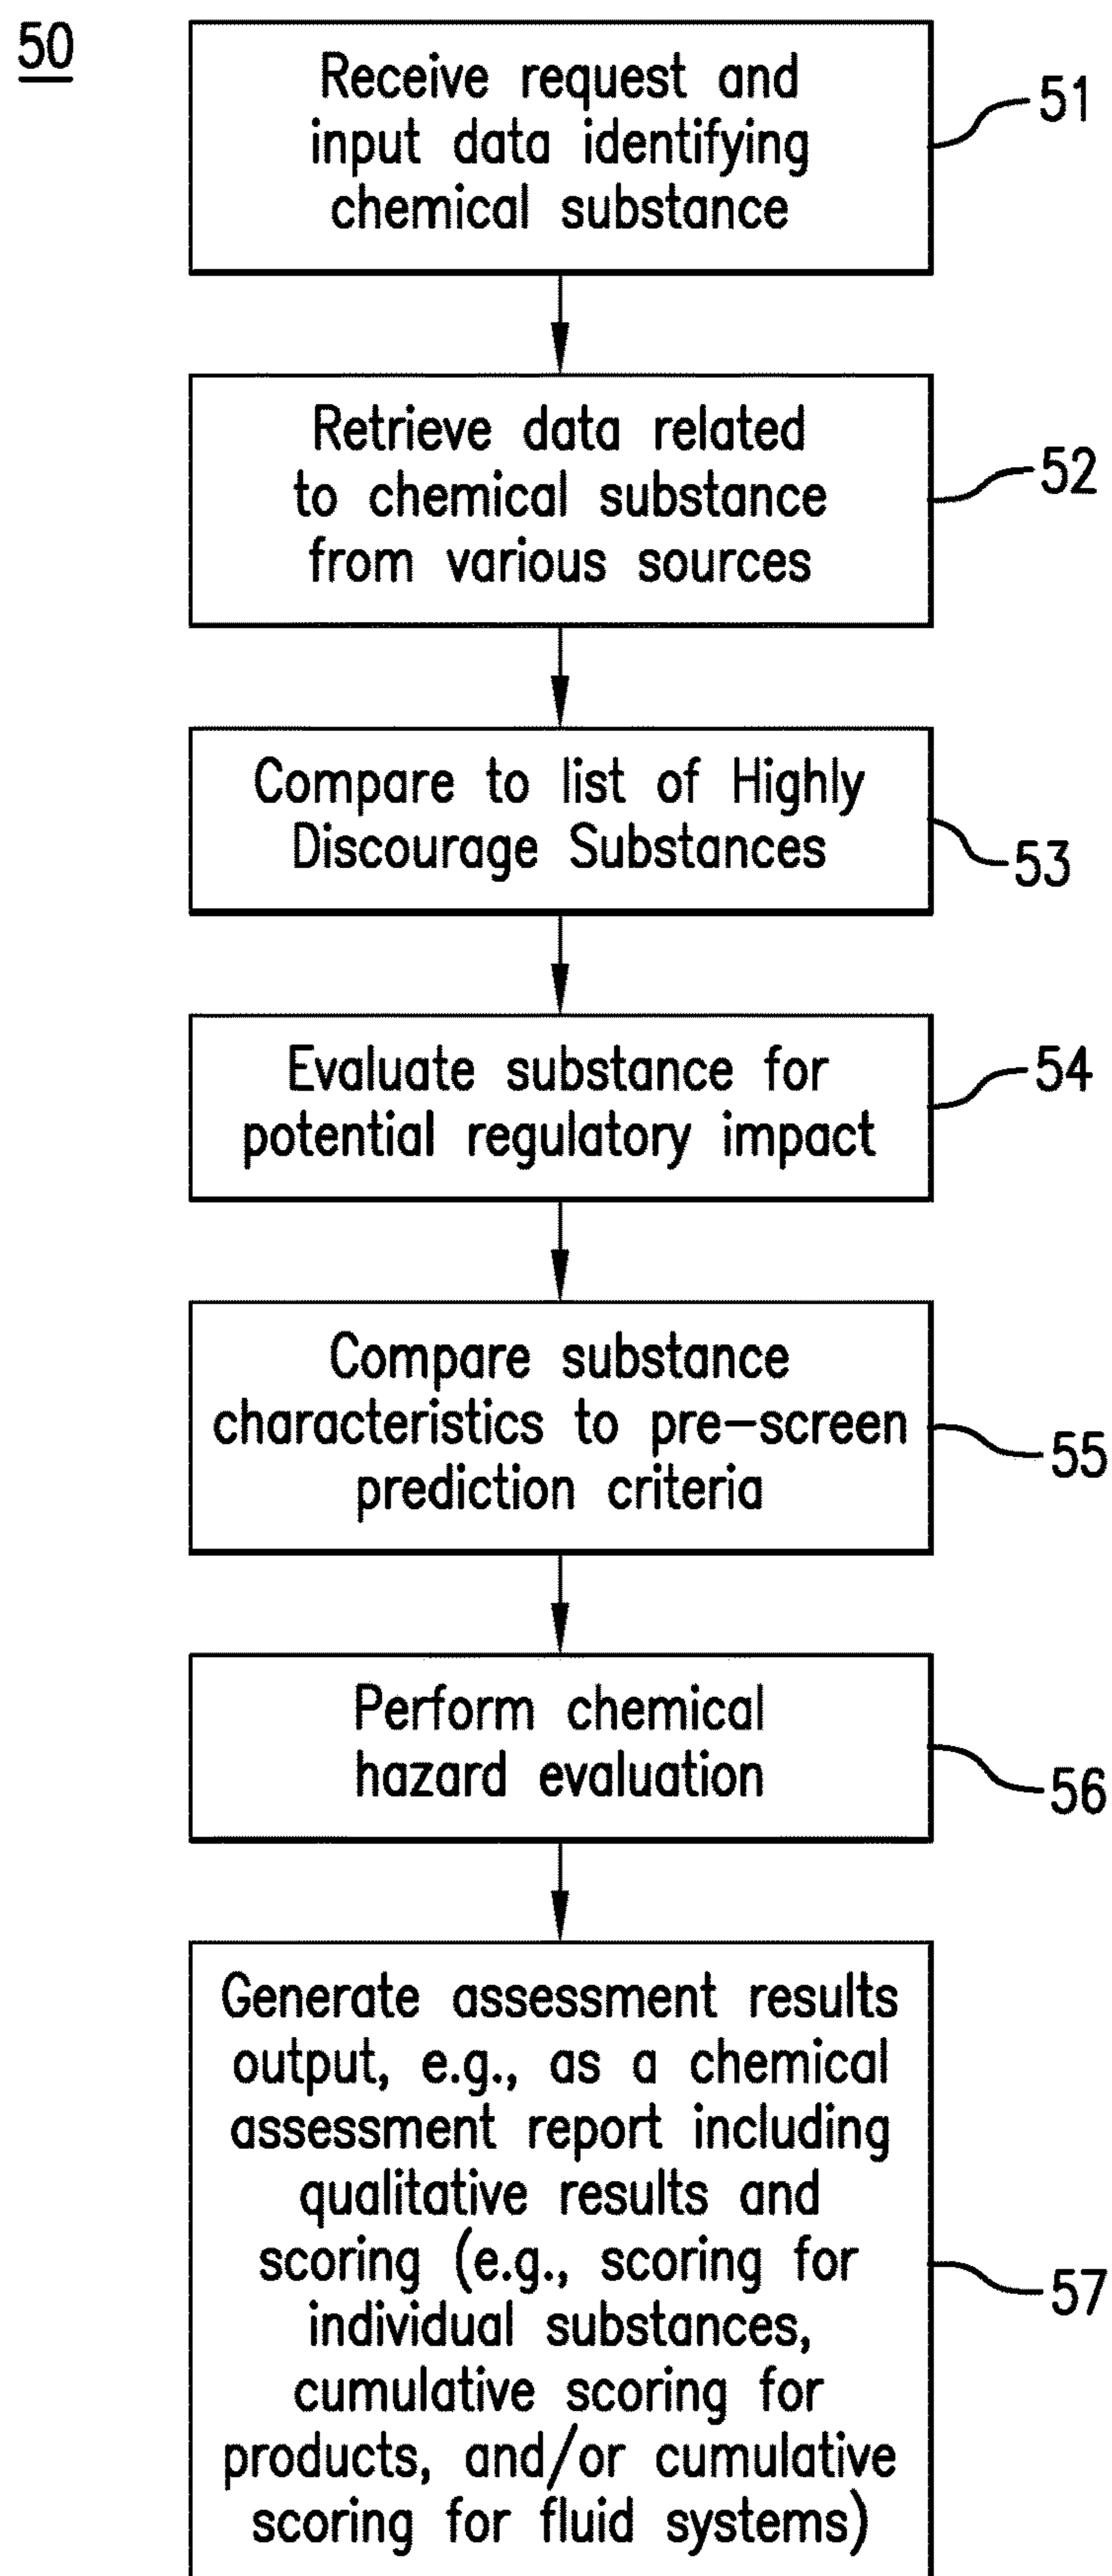 50
Receive request and
input data identifying
chemical substance
51
Retrieve data related
to chemical substance
from various sources
52
Compare to list of Highly
Discourage Substances
53
Evaluate substance for
potential regulatory impact
54
Compare substance
characteristics to pre-screen
prediction criteria
55
Perform chemical
hazard evaluation
56
Generate assessment results
output, e.g., as a chemical
assessment report including
qualitative results and
scoring (e.g., scoring for
individual substances,
cumulative scoring for
products, and/or cumulative
scoring for fluid systems)
57